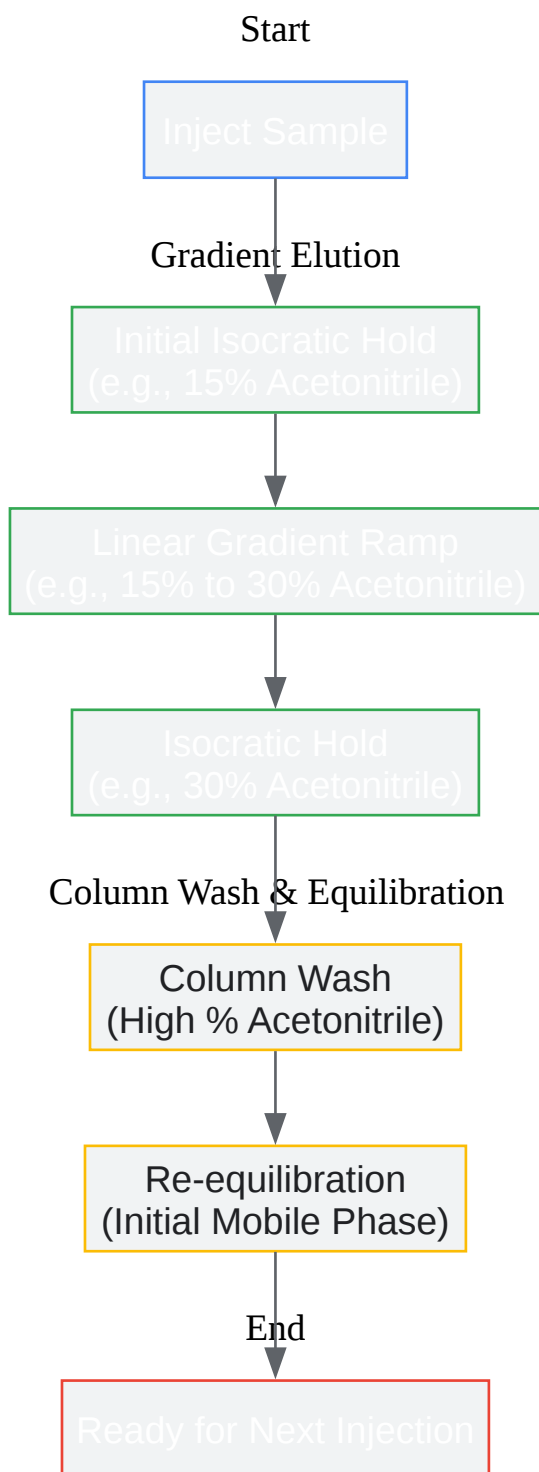 Start
Inject Sample
Gradient Elution
Initial Isocratic Hold
(e.g., 15% Acetonitrile)
Linear Gradient Ramp
(e.g., 15% to 30% Acetonitrile)
Isocratic Hold
(e.g., 30% Acetonitrile)
Column Wash & Equilibration
Column Wash
(High % Acetonitrile)
Re-equilibration
(Initial Mobile Phase)
End
Ready for Next Injection